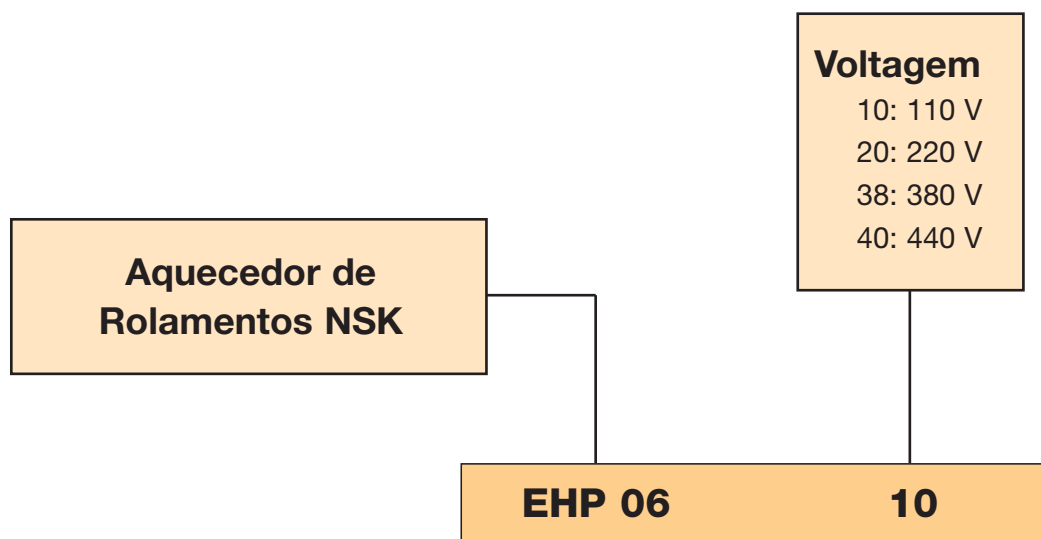 Voltagem
10: 110 V
20: 220 V
38: 380 V
40: 440 V
Aquecedor de
Rolamentos NSK
EHP 06 10